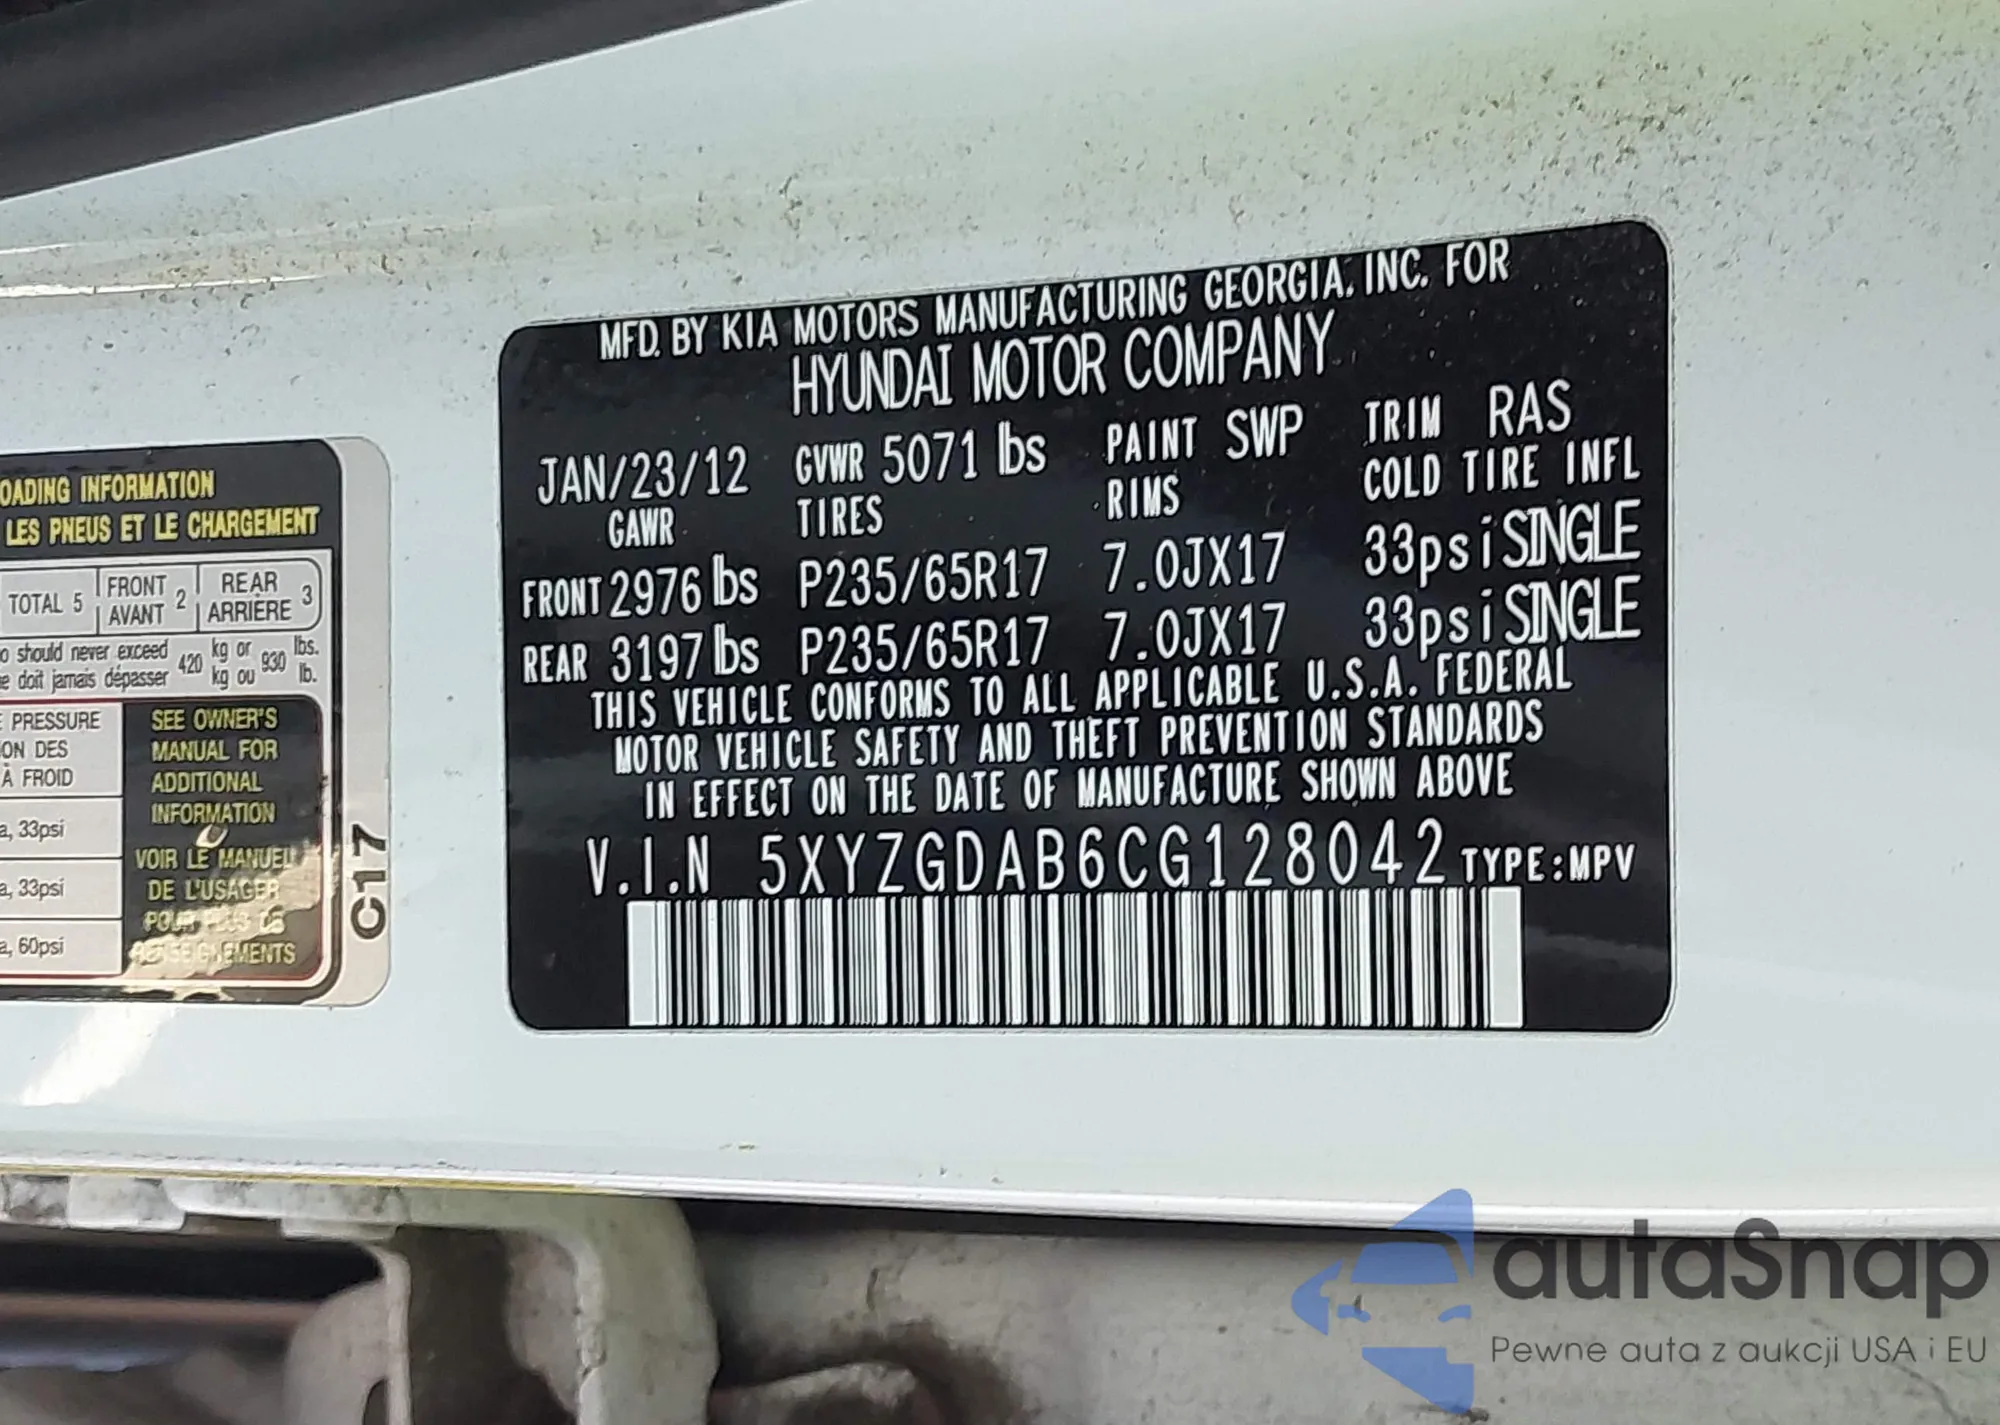 MFD. BY KIA MOTORS MANUFACTURING GEORGIA, INC. FOR
HYUNDAI MOTOR COMPANY
JAN/23/12 GVWR 5071 lbs PAINT SWP TRIM RAS
GAWR TIRES RIMS COLD TIRE INFL
FRONT 2976 lbs P235/65R17 7.0JX17 33psi SINGLE
REAR 3197 lbs P235/65R17 7.0JX17 33psi SINGLE
THIS VEHICLE CONFORMS TO ALL APPLICABLE U.S.A. FEDERAL
MOTOR VEHICLE SAFETY AND THEFT PREVENTION STANDARDS
IN EFFECT ON THE DATE OF MANUFACTURE SHOWN ABOVE
V.I.N 5XYZGDAB6CG128042 TYPE:MPV
OADING INFORMATION
LES PNEUS ET LE CHARGEMENT
TOTAL 5 FRONT AVANT 2 REAR ARRIÈRE 3
should never exceed 420 kg or 930 lbs.
doit jamais dépasser kg ou lb.
PRESSURE
ON DES
À FROID
33psi
33psi
60psi
SEE OWNER'S
MANUAL FOR
ADDITIONAL
INFORMATION
VOIR LE MANUEL
DE L'USAGER
POUR PLUS DE
RENSEIGNEMENTS
C17
autaSnap
Pewne auta z aukcji USA i EU